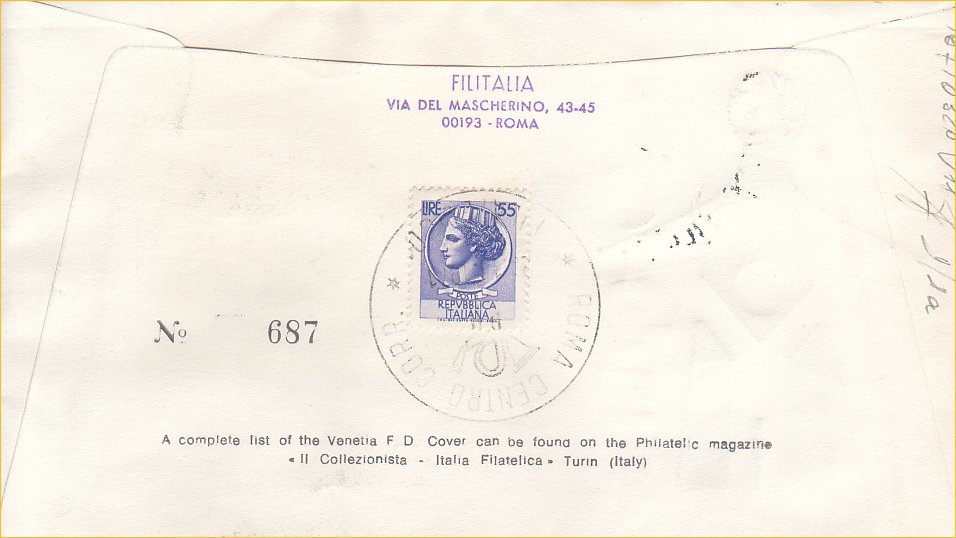 FILITALIA
VIA DEL MASCHERINO, 43-45
00193 - ROMA
LIRE 55
POSTE
REPVBBLICA
ITALIANA
* ROMA CENTRO CORR. *
No 687
A complete list of the Venetia F D. Cover can be found on the Philatelic magazine
« Il Collezionista - Italia Filatelica » Turin (Italy)